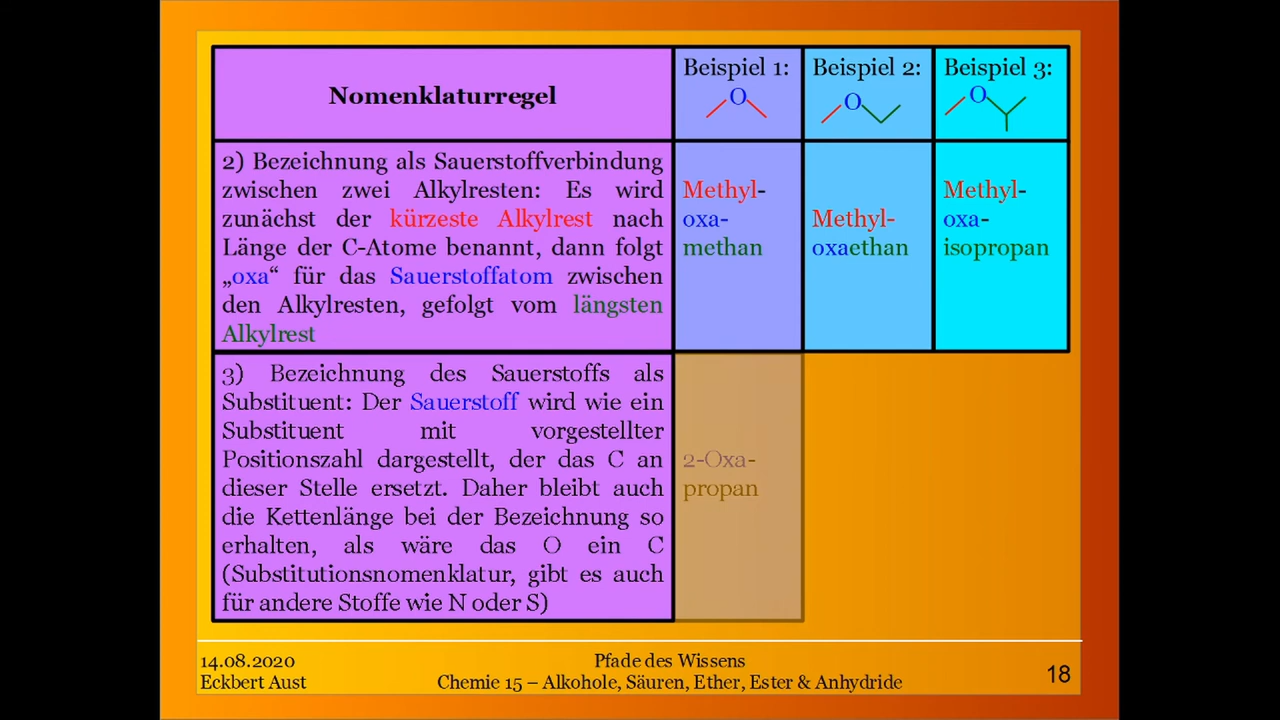 Nomenklaturregel
Beispiel 1:
O
Beispiel 2:
O
Beispiel 3:
O
2) Bezeichnung als Sauerstoffverbindung
zwischen zwei Alkylresten: Es wird
zunächst der kürzeste Alkylrest nach
Länge der C-Atome benannt, dann folgt
„oxa“ für das Sauerstoffatom zwischen
den Alkylresten, gefolgt vom längsten
Alkylrest
Methyl-
oxa-
methan
Methyl-
oxaethan
Methyl-
oxa-
isopropan
3) Bezeichnung des Sauerstoffs als
Substituent: Der Sauerstoff wird wie ein
Substituent mit vorgestellter
Positionszahl dargestellt, der das C an
dieser Stelle ersetzt. Daher bleibt auch
die Kettenlänge bei der Bezeichnung so
erhalten, als wäre das O ein C
(Substitutionsnomenklatur, gibt es auch
für andere Stoffe wie N oder S)
2-Oxa-
propan
14.08.2020
Eckbert Aust
Pfade des Wissens
Chemie 15 – Alkohole, Säuren, Ether, Ester & Anhydride
18